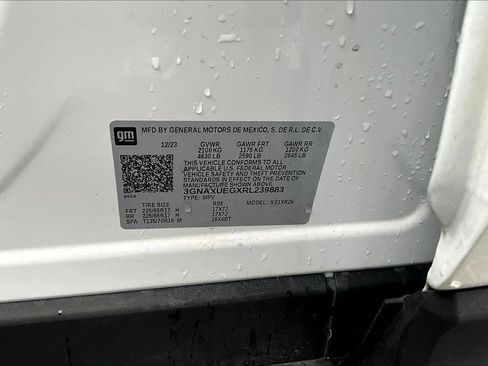 gm
MFD BY GENERAL MOTORS DE MEXICO, S. DE R.L. DE C.V.
12/23 GVWR GAWR FRT GAWR RR
2100 KG 1175 KG 1200 KG
4630 LB 2590 LB 2645 LB
THIS VEHICLE CONFORMS TO ALL
APPLICABLE U.S. FEDERAL MOTOR
VEHICLE SAFETY AND THEFT PREVENTION
STANDARDS IN EFFECT ON THE DATE OF
MANUFACTURE SHOWN ABOVE.
3GNAXUEGXRL239883
TYPE: MPV MODEL: X31XR26
TIRE SIZE RIM
FRT 225/65R17 H 17X7J
RR 225/65R17 H 17X7J
SPA T135/70R16 M 16X4BT